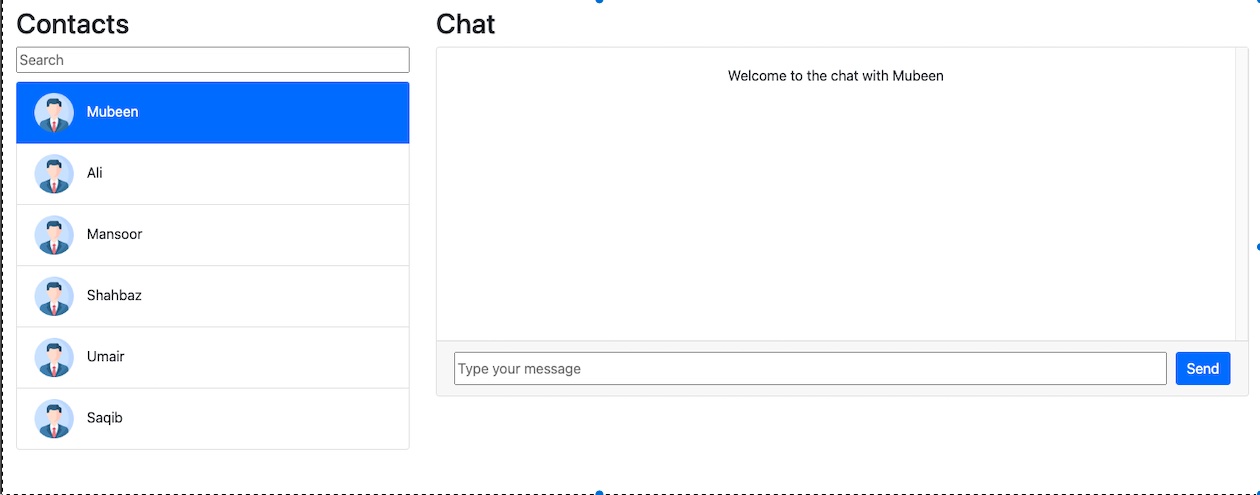 Contacts
Search
Mubeen
Ali
Mansoor
Shahbaz
Umair
Saqib
Chat
Welcome to the chat with Mubeen
Type your message
Send